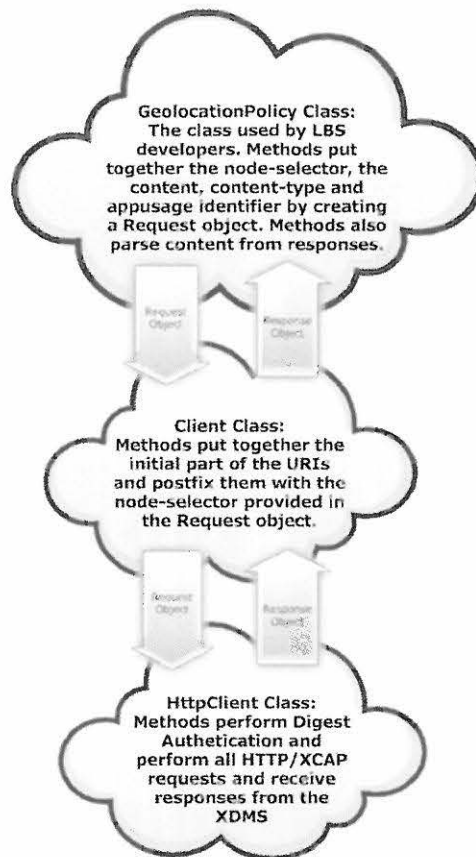 GeolocationPolicy Class:
The class used by LBS
developers. Methods put
together the node-selector, the
content, content-type and
appusage identifier by creating
a Request object. Methods also
parse content from responses.
Request
Object
Response
Object
Client Class:
Methods put together the
initial part of the URIs
and postfix them with the
node-selector provided in
the Request object.
Request
Object
Response
Object
HttpClient Class:
Methods perform Digest
Authetication and
perform all HTTP/XCAP
requests and receive
responses from the
XDMS